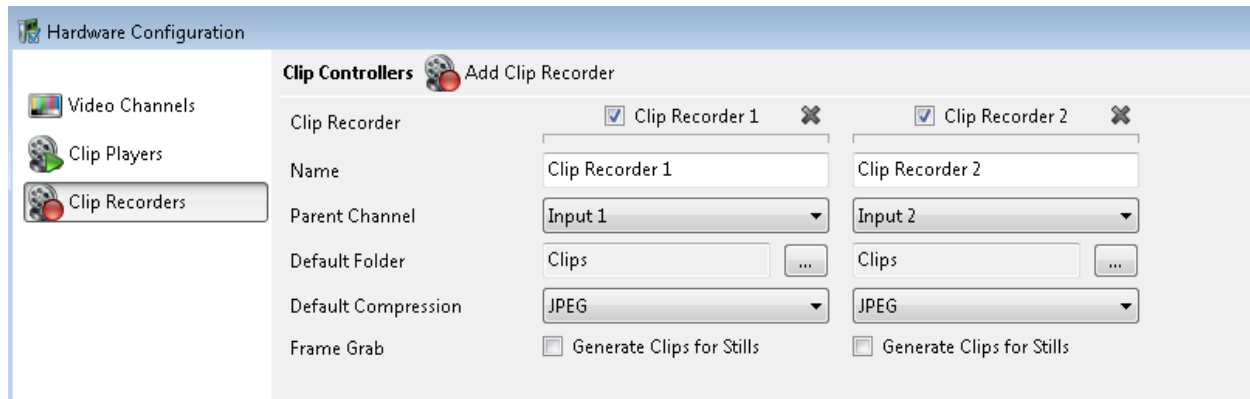 Hardware Configuration
Clip Controllers Add Clip Recorder
Video Channels
Clip Players
Clip Recorders
Clip Recorder Clip Recorder 1 Clip Recorder 2
Name Clip Recorder 1 Clip Recorder 2
Parent Channel Input 1 Input 2
Default Folder Clips ... Clips ...
Default Compression JPEG JPEG
Frame Grab Generate Clips for Stills Generate Clips for Stills